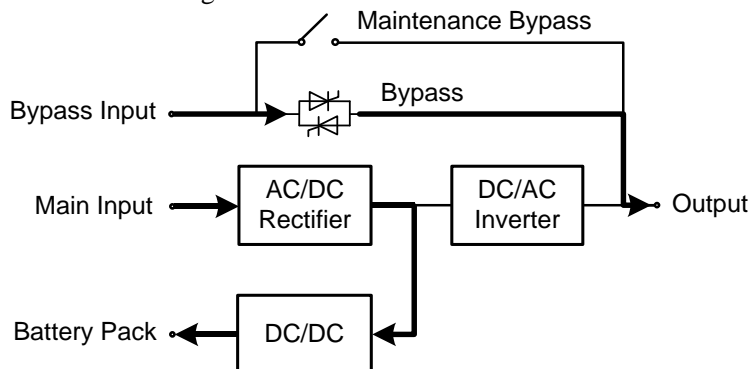 Maintenance Bypass
Bypass Input
Bypass
Main Input
AC/DC
Rectifier
DC/AC
Inverter
Output
Battery Pack
DC/DC